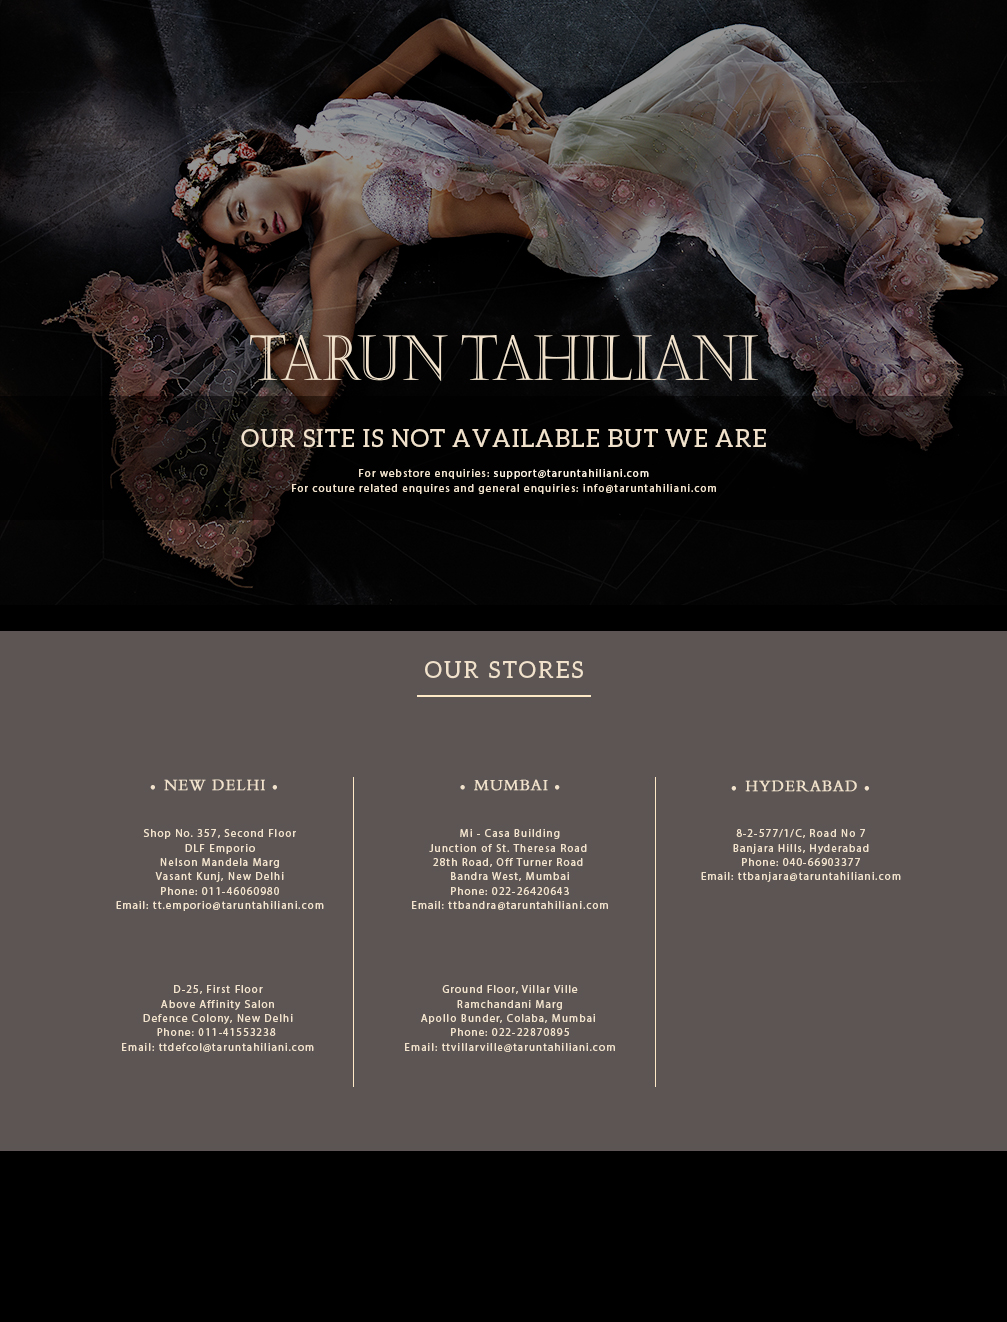 TARUN TAHILIANI
OUR SITE IS NOT AVAILABLE BUT WE ARE
For webstore enquiries: support@taruntahiliani.com
For couture related enquires and general enquiries: info@taruntahiliani.com
OUR STORES
• NEW DELHI •
Shop No. 357, Second Floor
DLF Emporio
Nelson Mandela Marg
Vasant Kunj, New Delhi
Phone: 011-46060980
Email: tt.emporio@taruntahiliani.com
D-25, First Floor
Above Affinity Salon
Defence Colony, New Delhi
Phone: 011-41553238
Email: ttdefcol@taruntahiliani.com
• MUMBAI •
Mi - Casa Building
Junction of St. Theresa Road
28th Road, Off Turner Road
Bandra West, Mumbai
Phone: 022-26420643
Email: ttbandra@taruntahiliani.com
Ground Floor, Villar Ville
Ramchandani Marg
Apollo Bunder, Colaba, Mumbai
Phone: 022-22870895
Email: ttvillarville@taruntahiliani.com
• HYDERABAD •
8-2-577/1/C, Road No 7
Banjara Hills, Hyderabad
Phone: 040-66903377
Email: ttbanjara@taruntahiliani.com